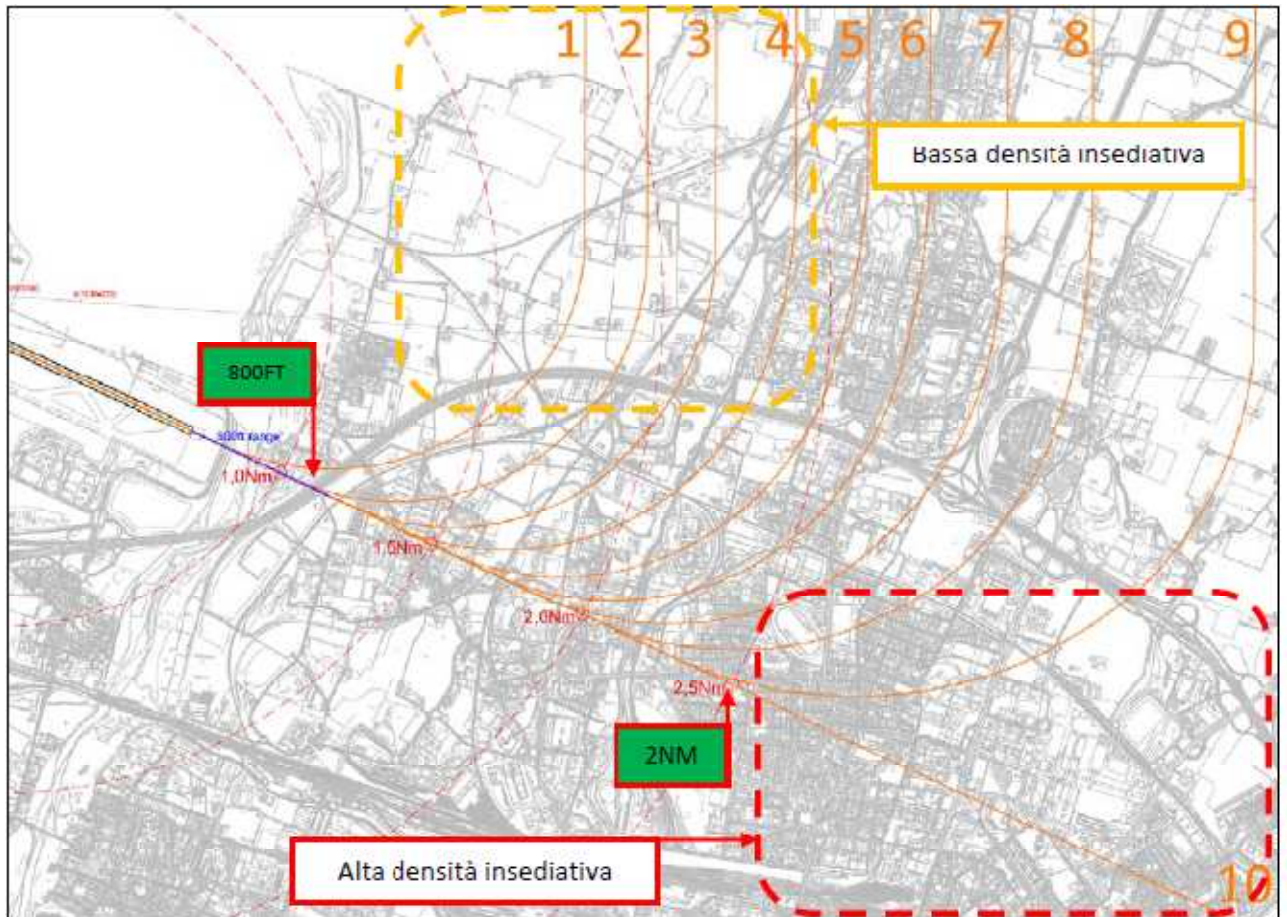 1 2 3 4 5 6 7 8 9
Bassa densità insediativa
800FT
1,0Nm
1,5Nm
2,0Nm
2,5Nm
2NM
Alta densità insediativa
10